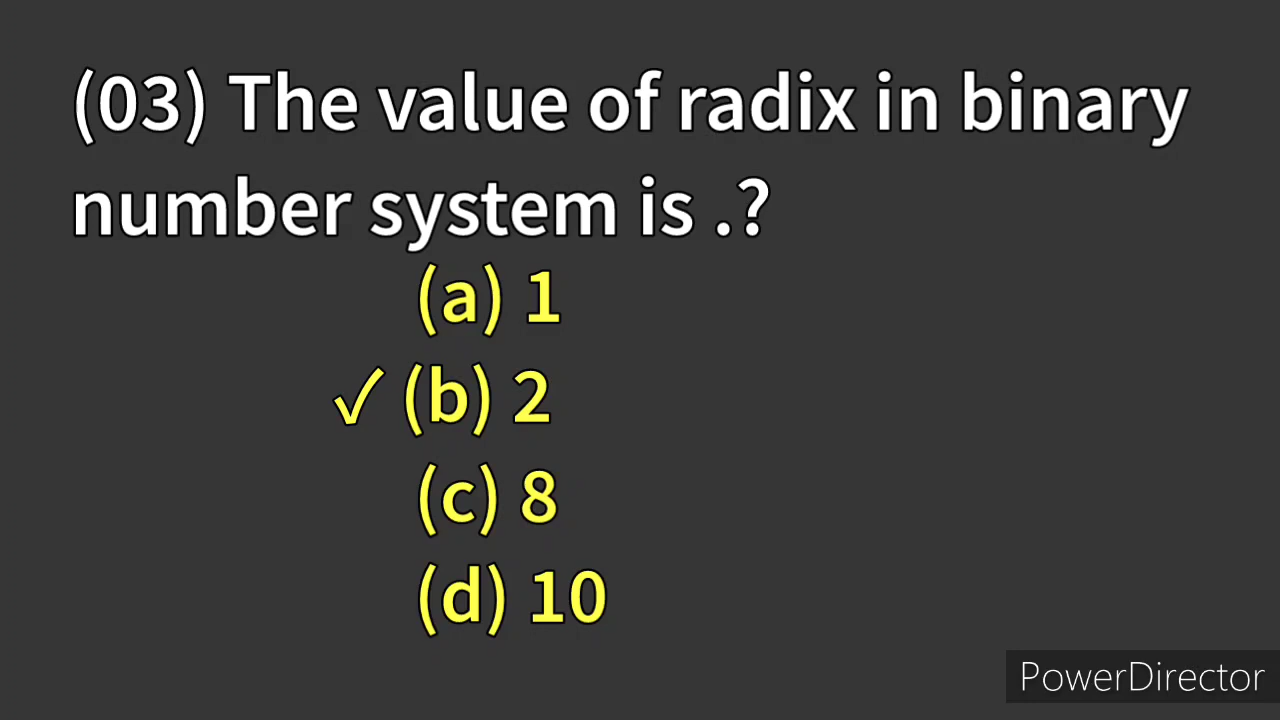 (03) The value of radix in binary
number system is .?
(a) 1
✓ (b) 2
(c) 8
(d) 10
PowerDirector